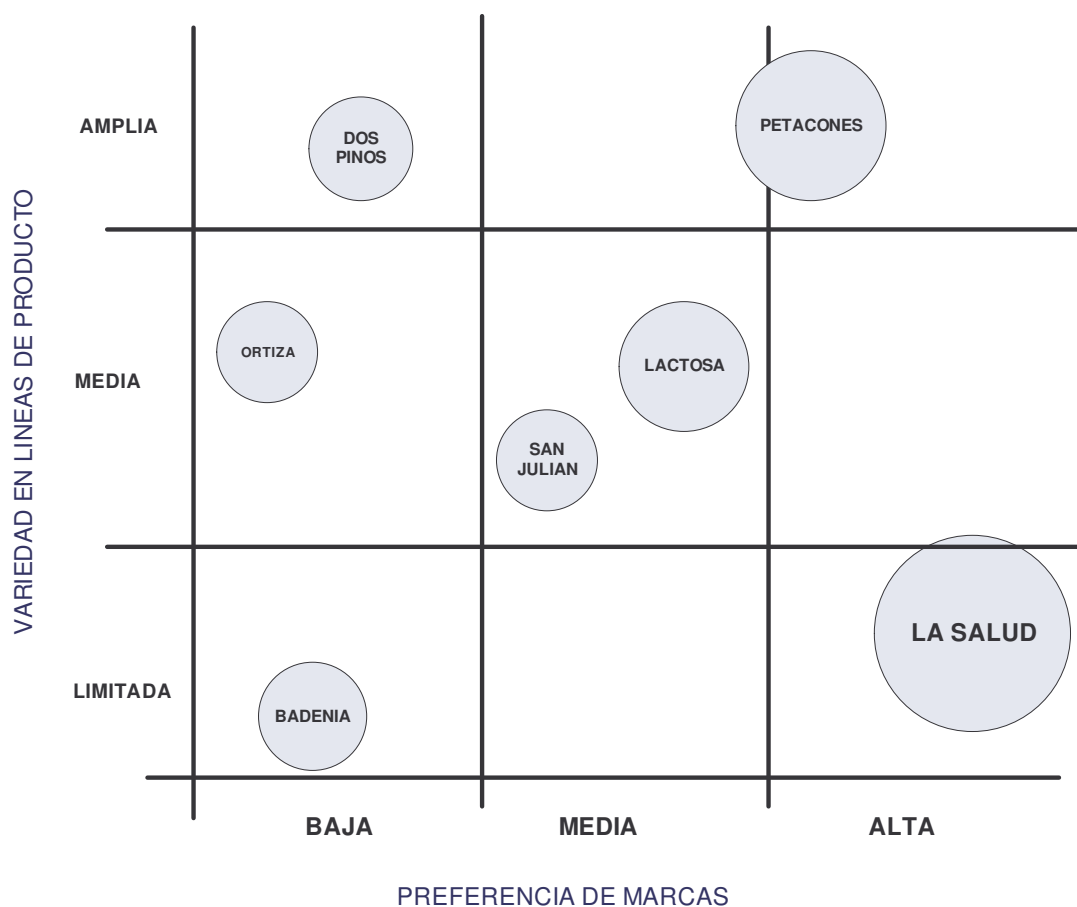 VARIEDAD EN LINEAS DE PRODUCTO
AMPLIA
DOS
PINOS
PETACONES
MEDIA
ORTIZA
LACTOSA
SAN
JULIAN
LIMITADA
BADENIA
LA SALUD
BAJA
MEDIA
ALTA
PREFERENCIA DE MARCAS